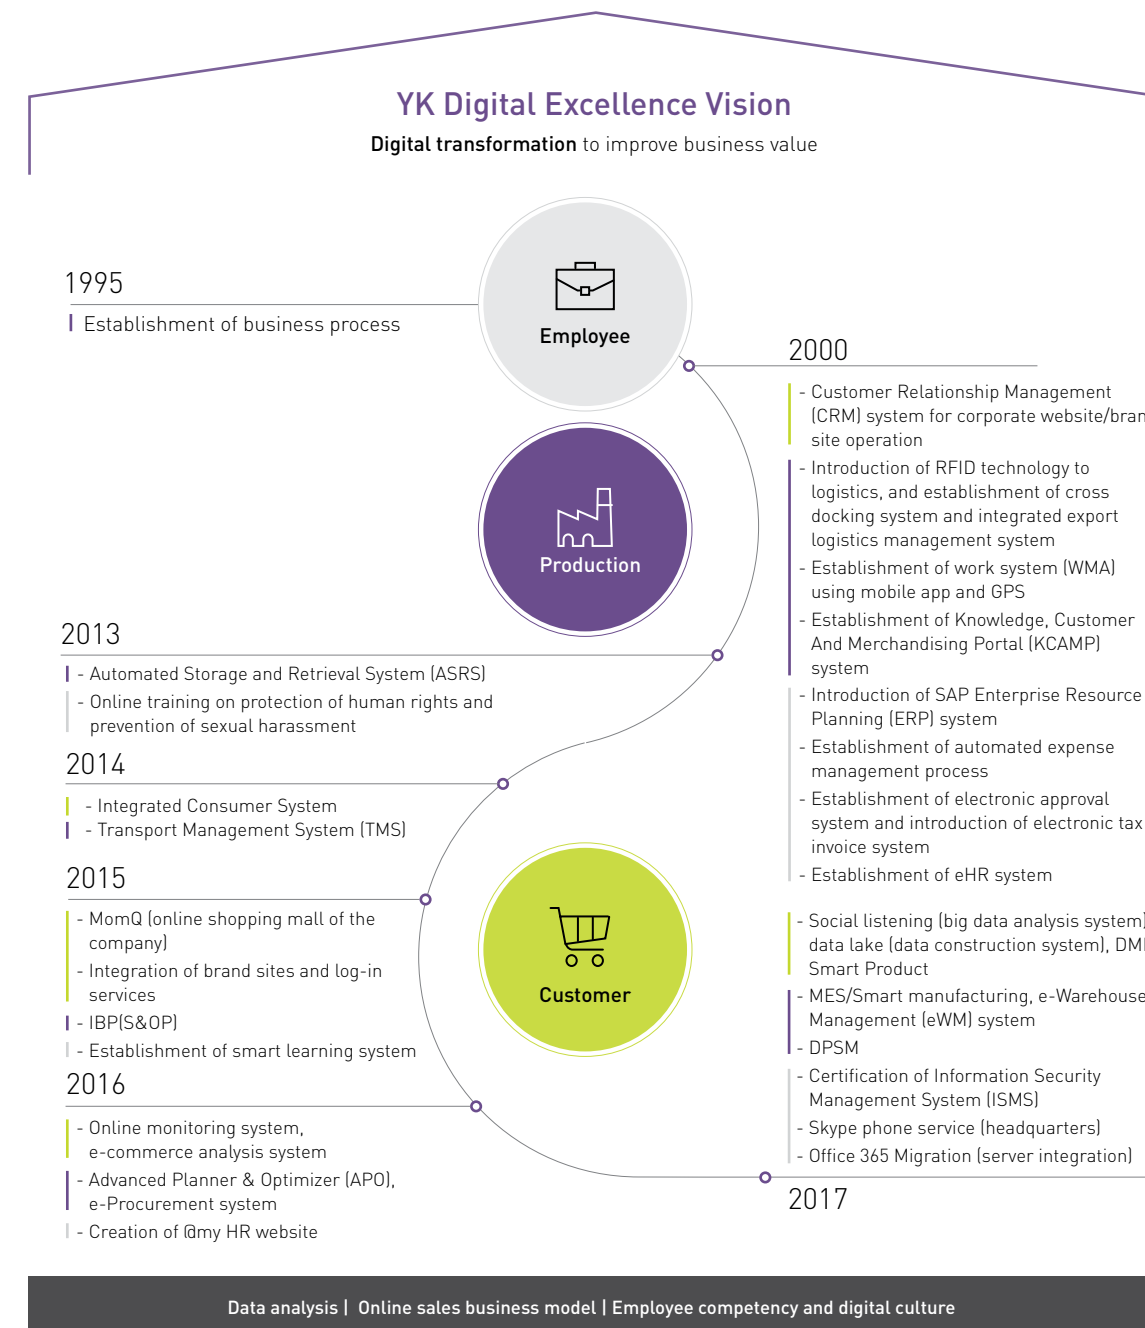 YK Digital Excellence Vision
Digital transformation to improve business value
1995
Establishment of business process
Employee
2000
- Customer Relationship Management
(CRM) system for corporate
site operation
- Introduction of RFID technology to
logistics, and establishment of cross
docking system and integrated export
logistics management system
- Establishment of work system (WMA)
using mobile app and GPS
- Establishment of Knowledge, Customer
And Merchandising Portal (KCAMP)
system
- Introduction of SAP Enterprise Resource
Planning (ERP) system
- Establishment of automated expense
management process
- Establishment of electronic approval
system and introduction of electronic tax
invoice system
- Establishment of eHR system
Production
2013
- Automated Storage and Retrieval System (ASRS)
- Online training on protection of human rights and
prevention of sexual harassment
2014
- Integrated Consumer System
- Transport Management System (TMS)
2015
- MomQ (online shopping mall of the
company)
- Integration of brand sites and log-in
services
- IBP(S&OP)
- Establishment of smart learning system
2016
- Online monitoring system,
e-commerce analysis system
- Advanced Planner & Optimizer (APO),
e-Procurement system
- Creation of @my HR website
Customer
- Social listening (big data analysis system)
data lake (data construction system),
Smart Product
- MES/Smart manufacturing, e-Warehouse
Management (eWM) system
- DPSM
- Certification of Information Security
Management System (ISMS)
- Skype phone service (headquarters)
- Office 365 Migration (server integration)
2017
Data analysis | Online sales business model | Employee competency and digital culture